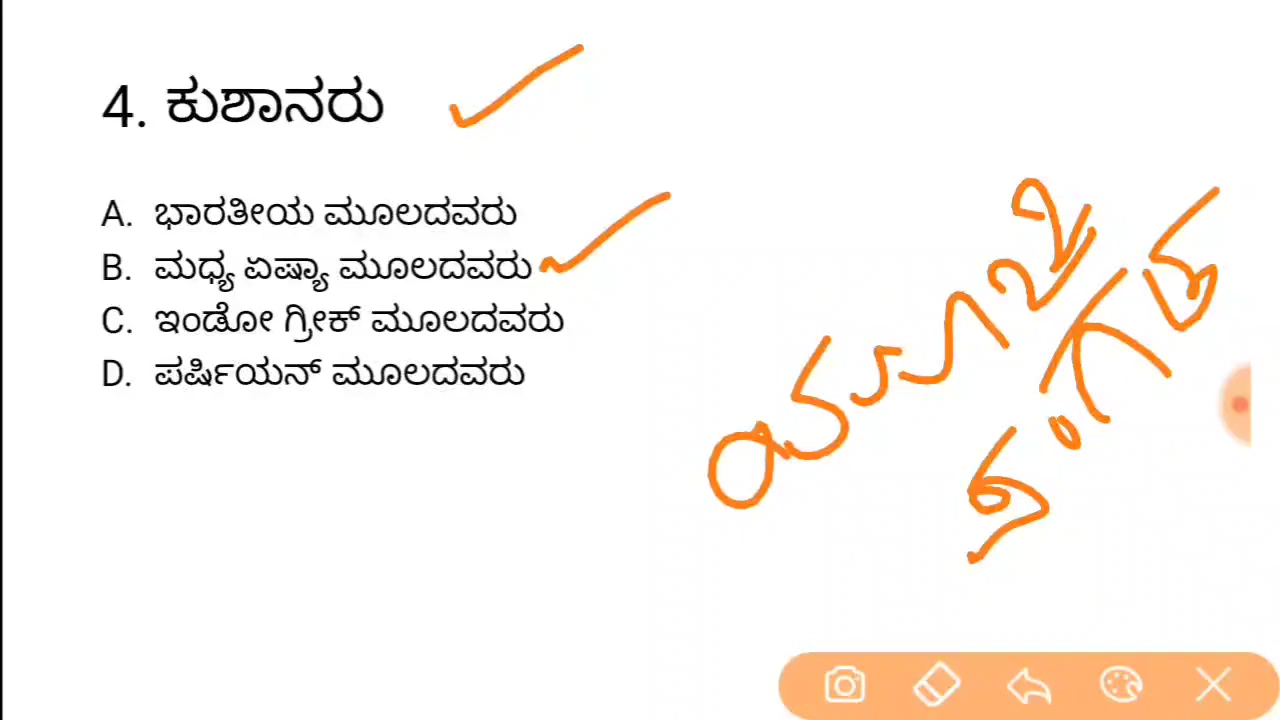 4. ಕುಶಾನರು
A. ಭಾರತೀಯ ಮೂಲದವರು
B. ಮಧ್ಯ ಏಷ್ಯಾ ಮೂಲದವರು
C. ಇಂಡೋ ಗ್ರೀಕ್ ಮೂಲದವರು
D. ಪರ್ಷಿಯನ್ ಮೂಲದವರು